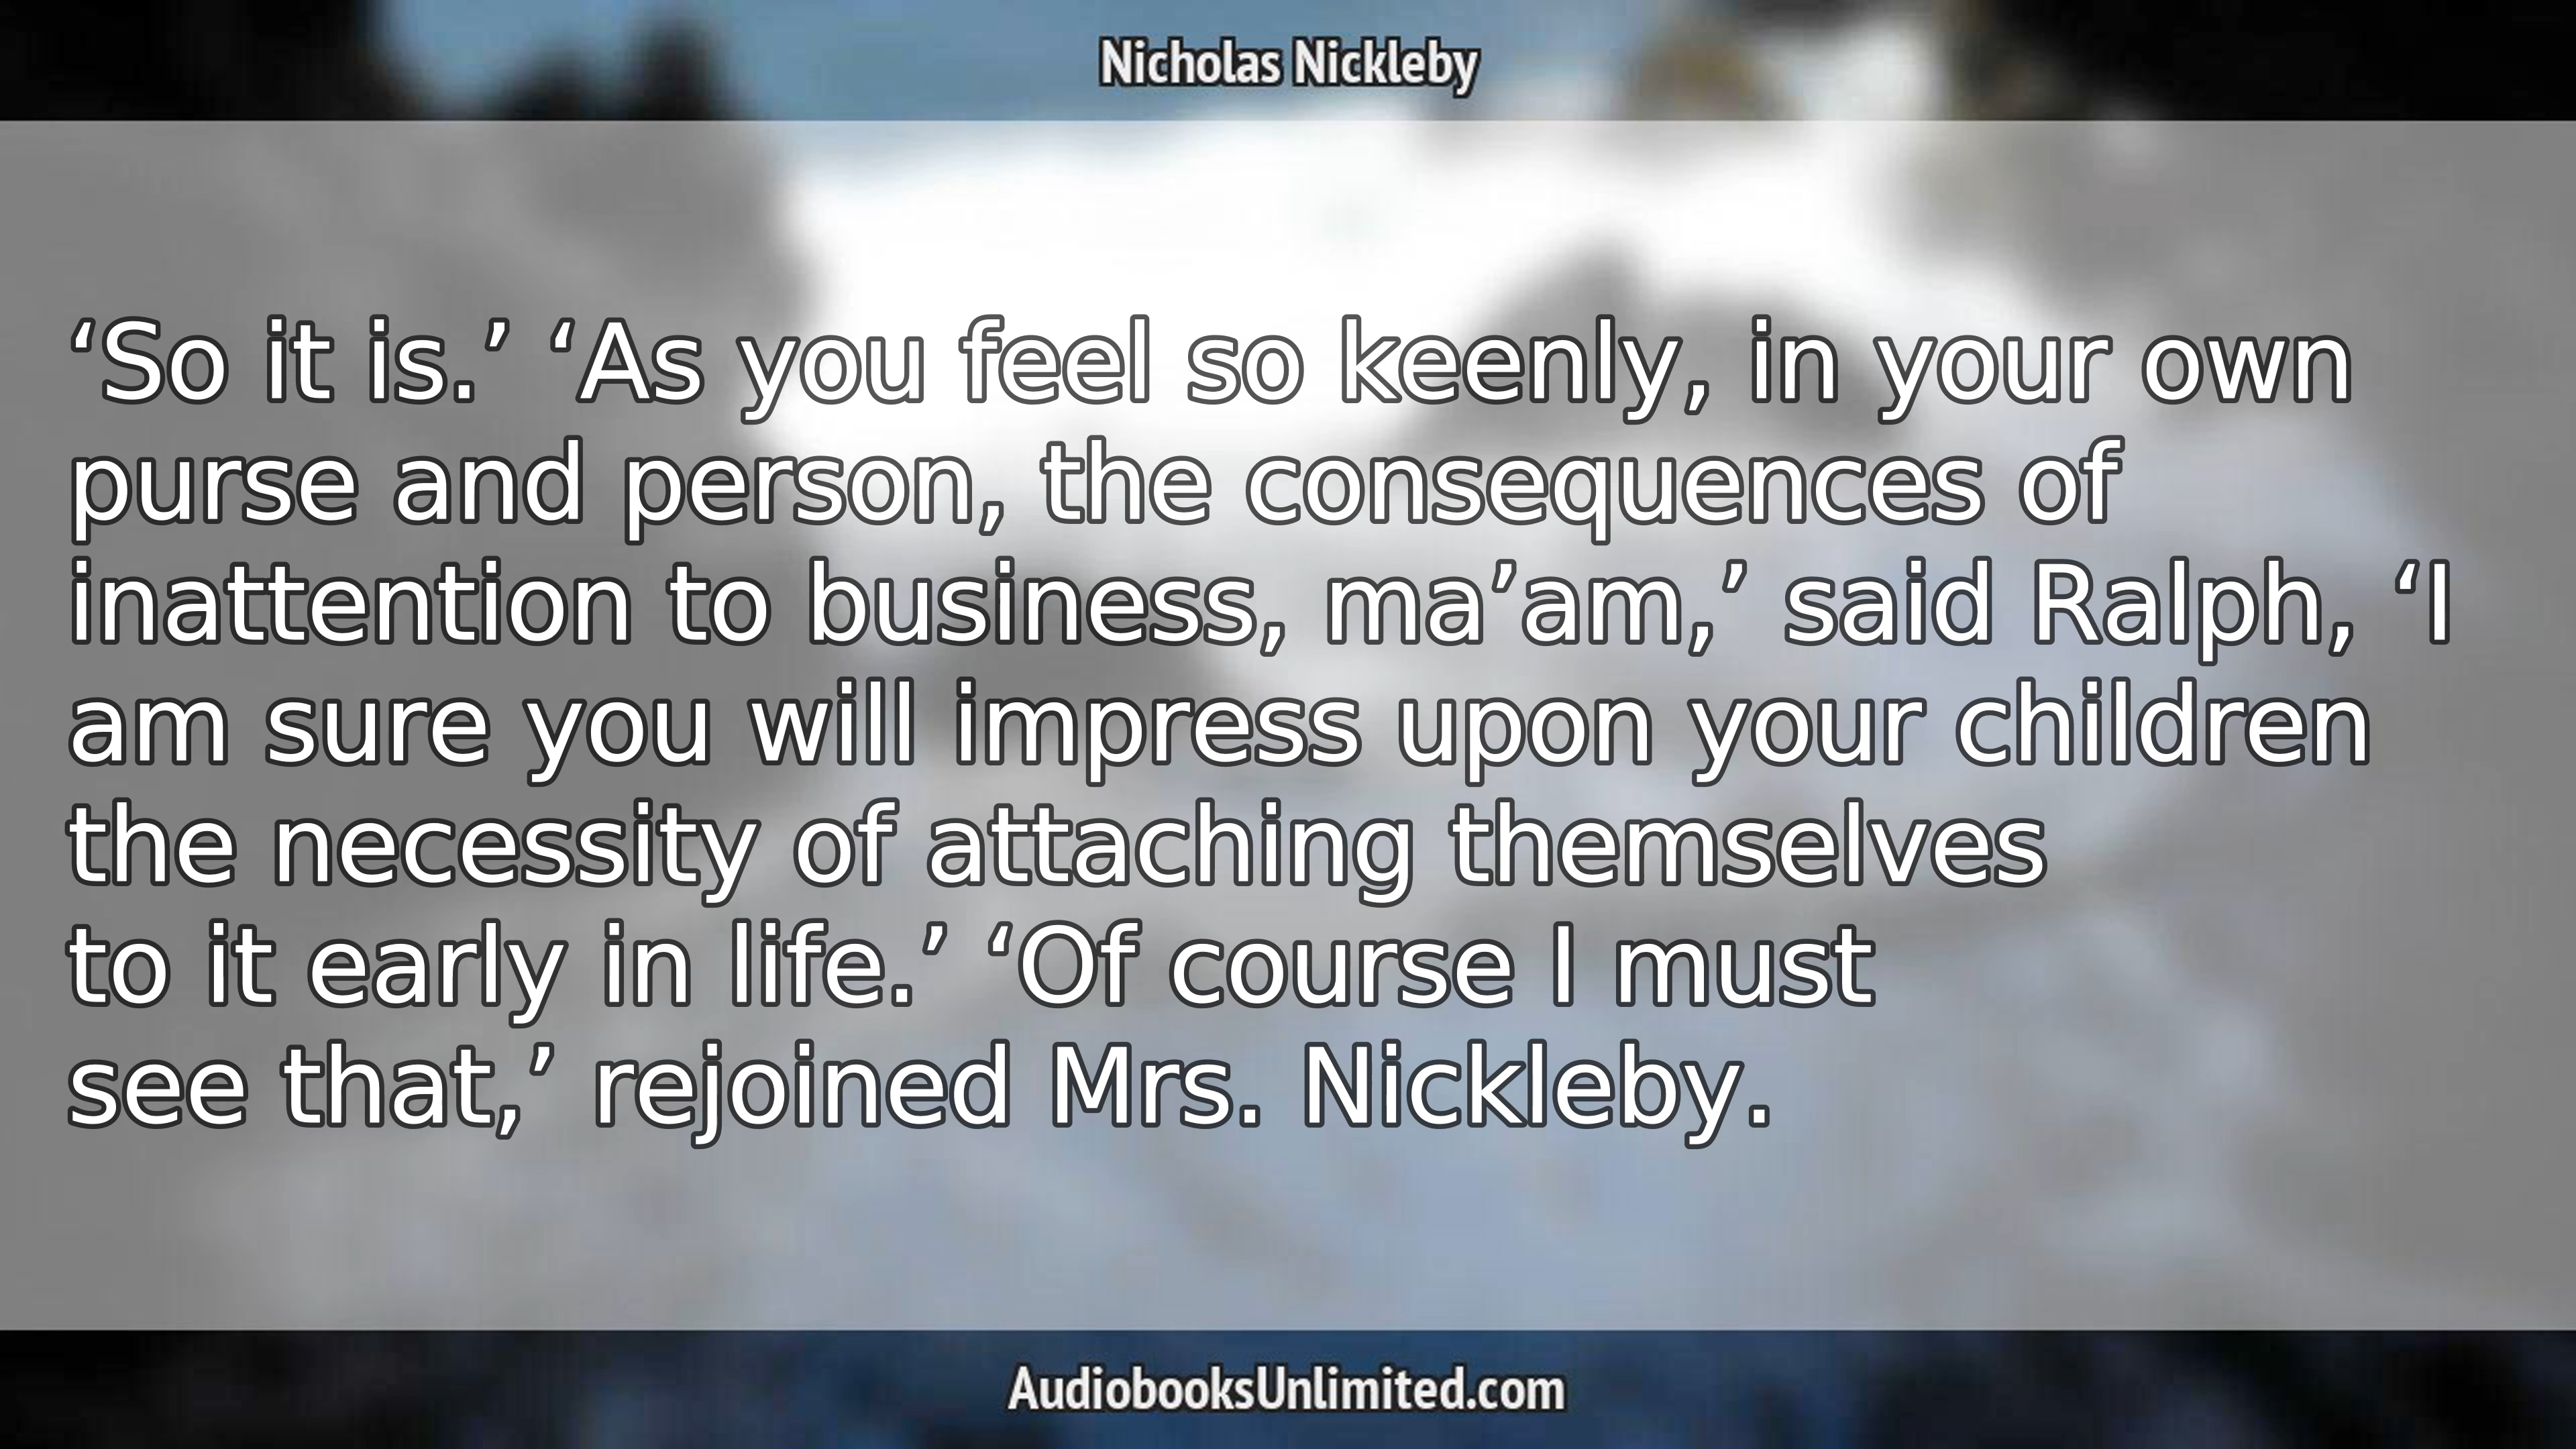 Nicholas Nickleby
‘So it is.’ ‘As you feel so keenly, in your own
purse and person, the consequences of
inattention to business, ma’am,’ said Ralph, ‘I
am sure you will impress upon your children
the necessity of attaching themselves
to it early in life.’ ‘Of course I must
see that,’ rejoined Mrs. Nickleby.
AudiobooksUnlimited.com